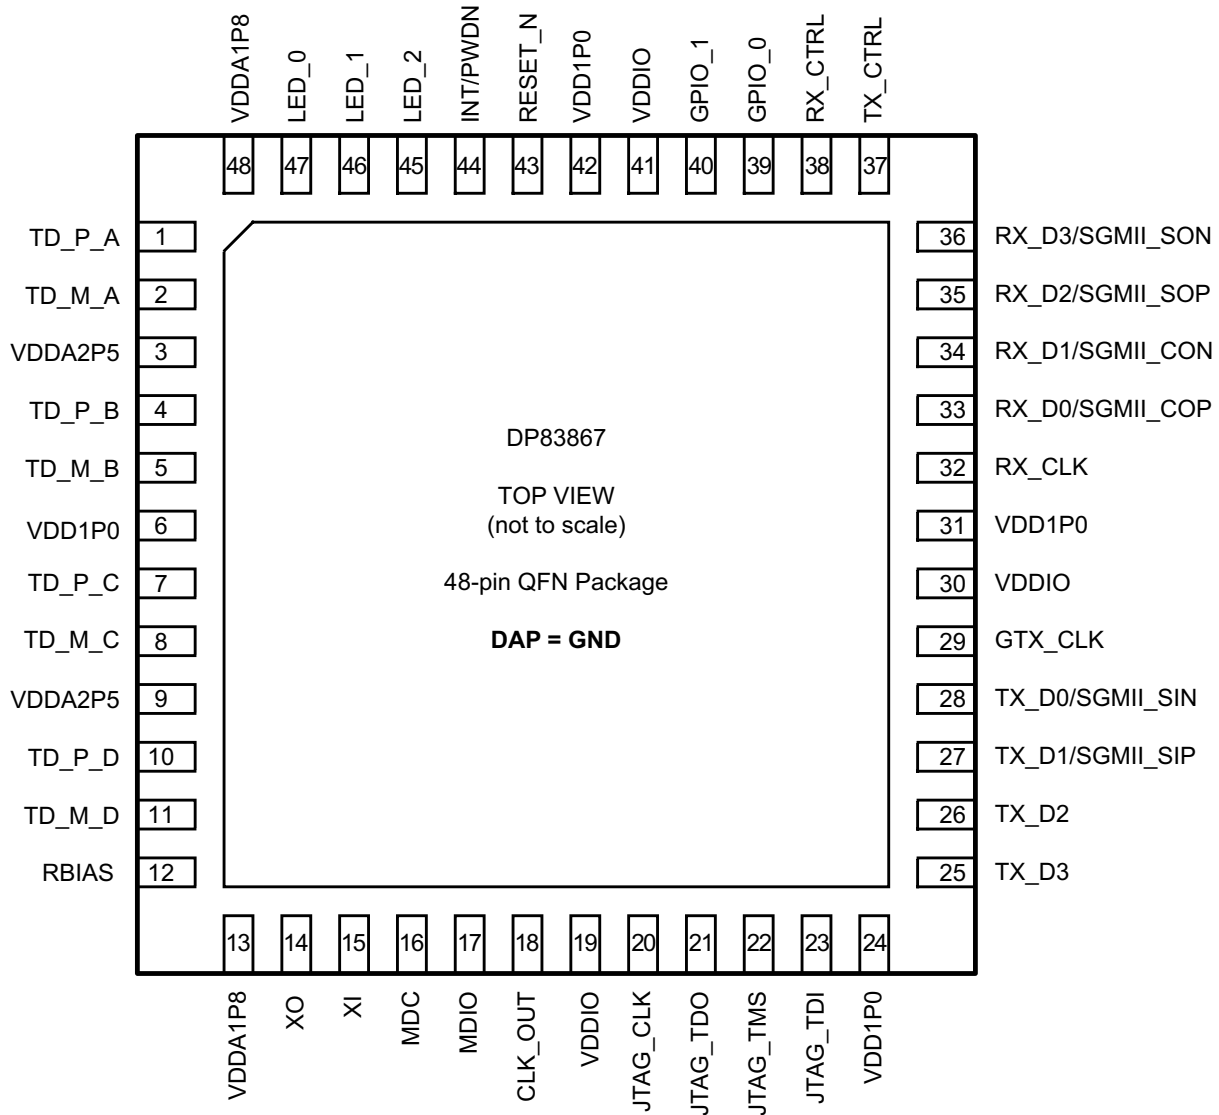 VDDA1P8
LED_0
LED_1
LED_2
INT/PWDN
RESET_N
VDD1P0
VDDIO
GPIO_1
GPIO_0
RX_CTRL
TX_CTRL
48
47
46
45
44
43
42
41
40
39
38
37
TD_P_A 1
TD_M_A 2
VDDA2P5 3
TD_P_B 4
TD_M_B 5
VDD1P0 6
TD_P_C 7
TD_M_C 8
VDDA2P5 9
TD_P_D 10
TD_M_D 11
RBIAS 12
DP83867
TOP VIEW
(not to scale)
48-pin QFN Package
DAP = GND
36 RX_D3/SGMII_SON
35 RX_D2/SGMII_SOP
34 RX_D1/SGMII_CON
33 RX_D0/SGMII_COP
32 RX_CLK
31 VDD1P0
30 VDDIO
29 GTX_CLK
28 TX_D0/SGMII_SIN
27 TX_D1/SGMII_SIP
26 TX_D2
25 TX_D3
13
14
15
16
17
18
19
20
21
22
23
24
VDDA1P8
XO
XI
MDC
MDIO
CLK_OUT
VDDIO
JTAG_CLK
JTAG_TDO
JTAG_TMS
JTAG_TDI
VDD1P0